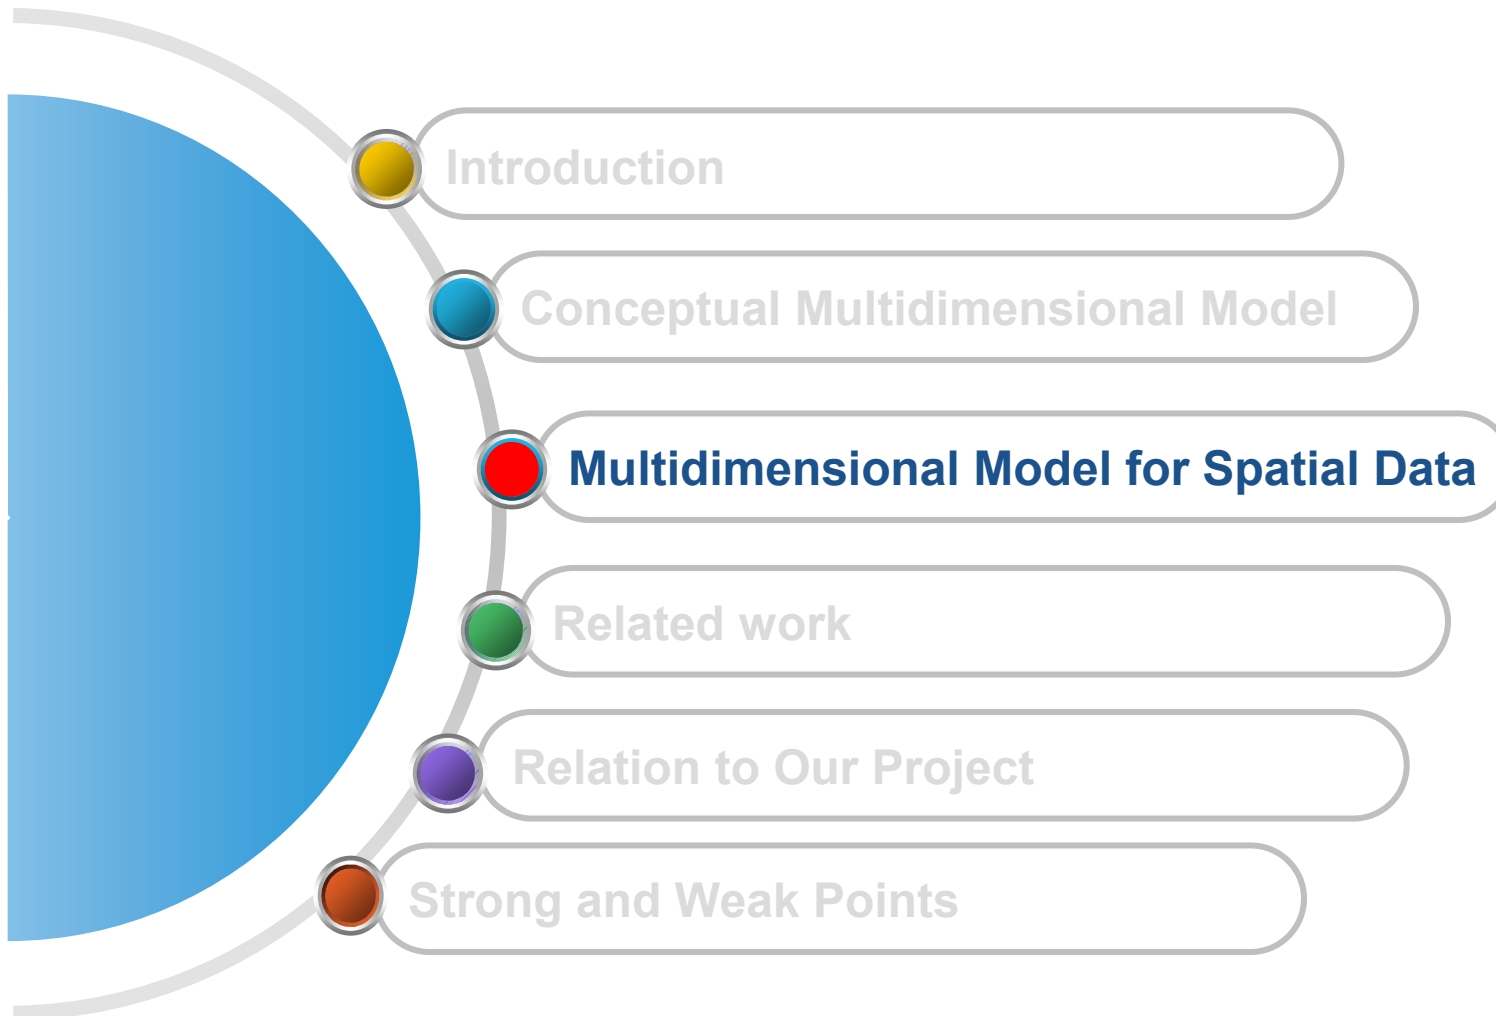 Introduction
Conceptual Multidimensional Model
Multidimensional Model for Spatial Data
Related work
Relation to Our Project
Strong and Weak Points